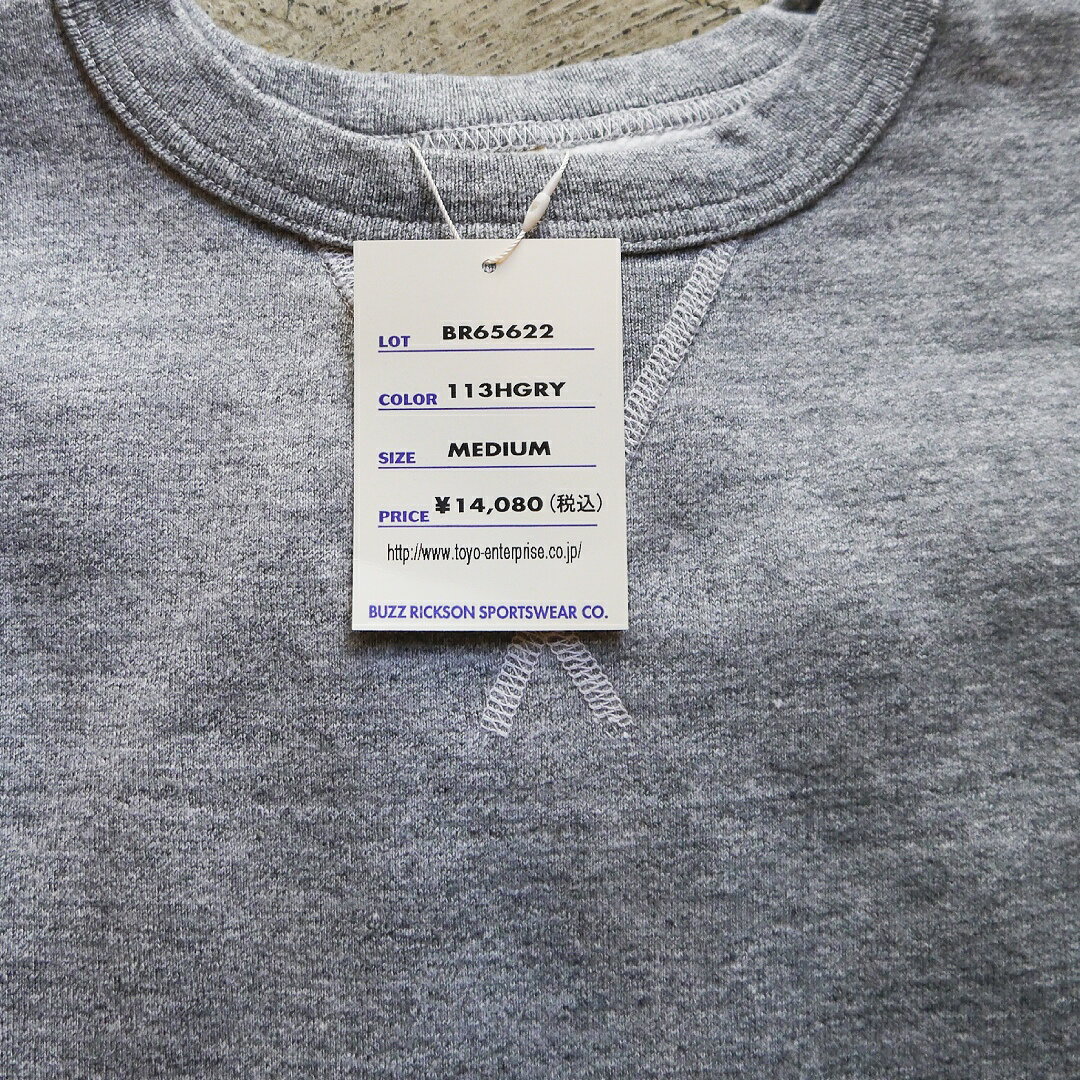 LOT BR65622
COLOR 113HGRY
SIZE MEDIUM
PRICE ¥14,080(税込)
http://www.toyo-enterprise.co.jp/
BUZZ RICKSON SPORTSWEAR CO.